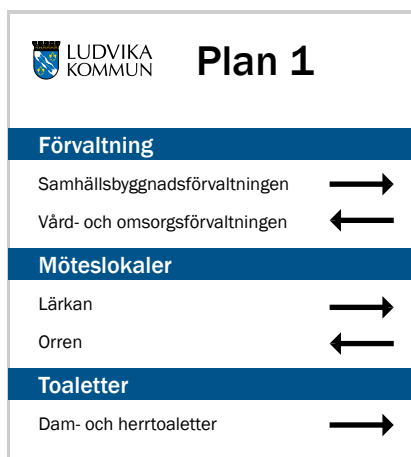 LUDVIKA
KOMMUN
Plan 1
Förvaltning
Samhällsbyggnadsförvaltningen
Vård- och omsorgsförvaltningen
Möteslokaler
Lärkan
Orren
Toaletter
Dam- och herrtoaletter